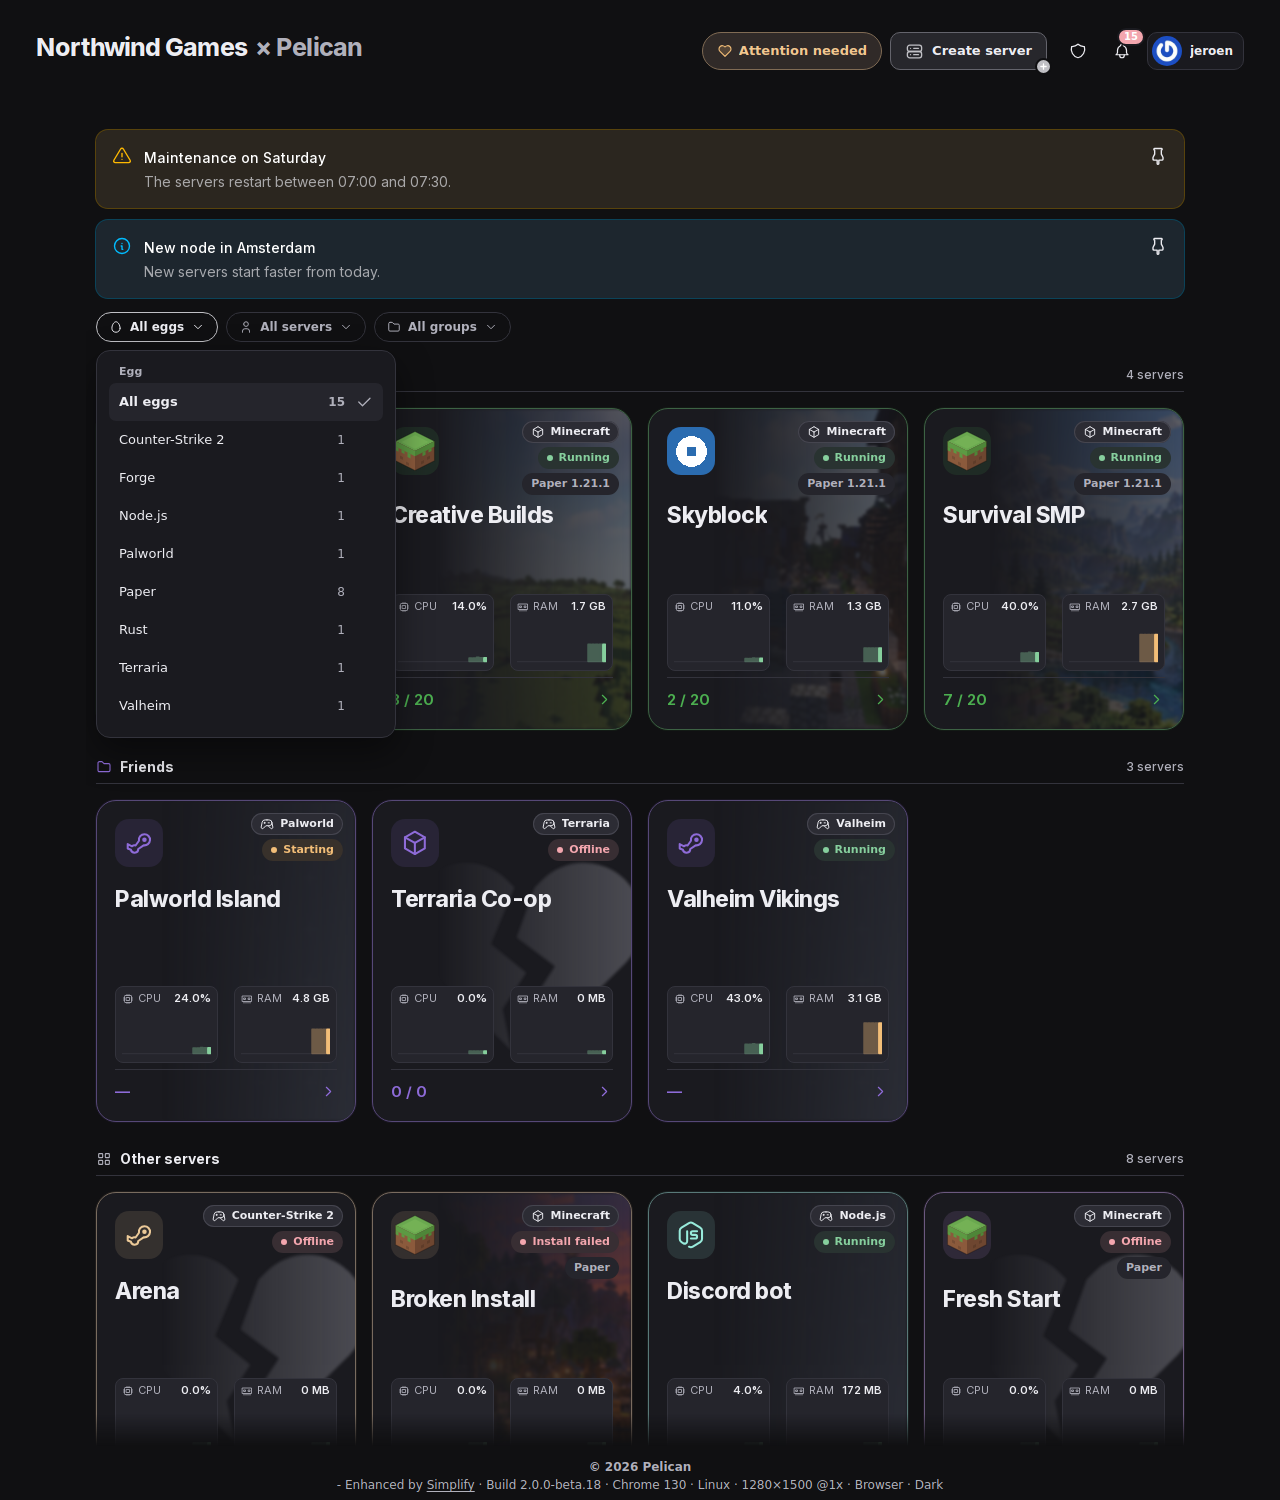 Northwind Games × Pelican
Attention needed
Create server
15
jeroen
Maintenance on Saturday
The servers restart between 07:00 and 07:30.
New node in Amsterdam
New servers start faster from today.
All eggs
All servers
All groups
4 servers
Egg
All eggs 15
Counter-Strike 2 1
Forge 1
Node.js 1
Palworld 1
Paper 8
Rust 1
Terraria 1
Valheim 1
Minecraft
Running
Paper 1.21.1
Creative Builds
CPU 14.0%
RAM 1.7 GB
3 / 20
Minecraft
Running
Paper 1.21.1
Skyblock
CPU 11.0%
RAM 1.3 GB
2 / 20
Minecraft
Running
Paper 1.21.1
Survival SMP
CPU 40.0%
RAM 2.7 GB
7 / 20
Friends
3 servers
Palworld
Starting
Palworld Island
CPU 24.0%
RAM 4.8 GB
—
Terraria
Offline
Terraria Co-op
CPU 0.0%
RAM 0 MB
0 / 0
Valheim
Running
Valheim Vikings
CPU 43.0%
RAM 3.1 GB
—
Other servers
8 servers
Counter-Strike 2
Offline
Arena
CPU 0.0%
RAM 0 MB
Minecraft
Install failed
Paper
Broken Install
CPU 0.0%
RAM 0 MB
Node.js
Running
Discord bot
CPU 4.0%
RAM 172 MB
Minecraft
Offline
Paper
Fresh Start
CPU 0.0%
RAM 0 MB
© 2026 Pelican
- Enhanced by Simplify · Build 2.0.0-beta.18 · Chrome 130 · Linux · 1280×1500 @1x · Browser · Dark